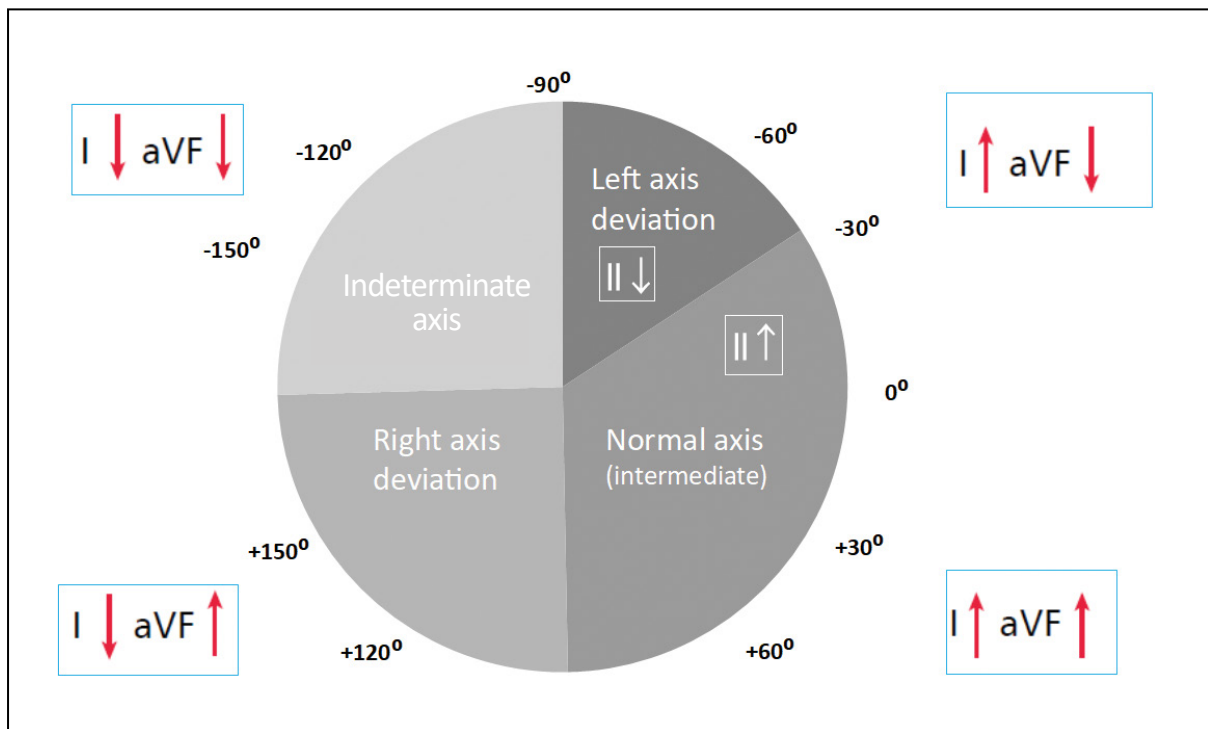 -90⁰
I ↓ aVF ↓
-120⁰
-150⁰
-60⁰
I ↑ aVF ↓
-30⁰
Left axis
deviation
II ↓
Indeterminate
axis
II ↑
0⁰
Right axis
deviation
Normal axis
(intermediate)
+150⁰
+30⁰
I ↓ aVF ↑
+120⁰
+60⁰
I ↑ aVF ↑